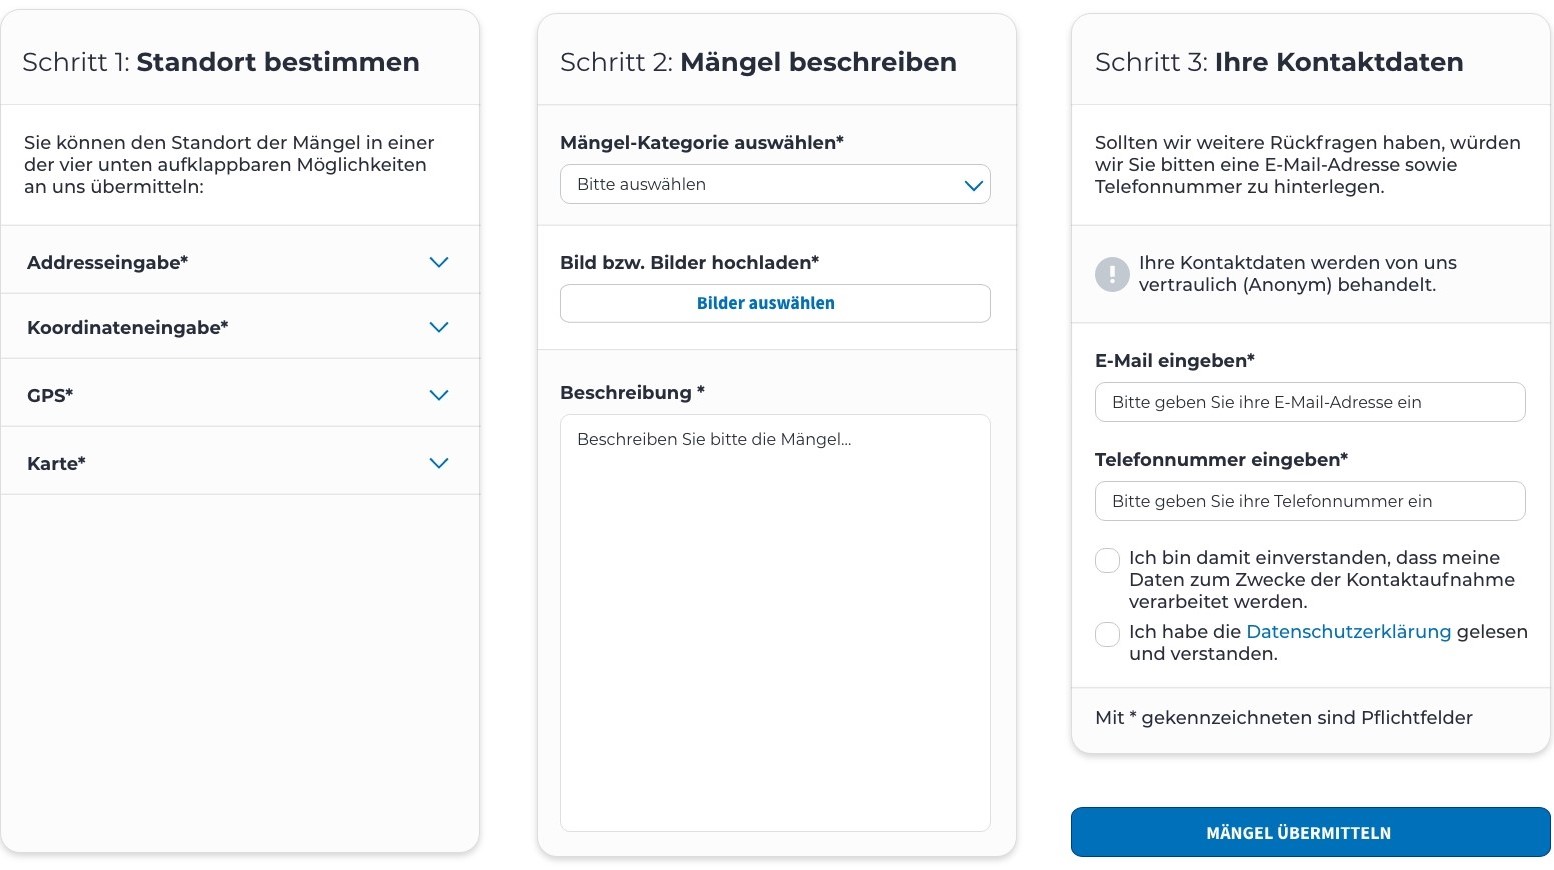 Schritt 1: Standort bestimmen
Sie können den Standort der Mängel in einer
der vier unten aufklappbaren Möglichkeiten
an uns übermitteln:
Addresseingabe*
Koordinateneingabe*
GPS*
Karte*
Schritt 2: Mängel beschreiben
Mängel-Kategorie auswählen*
Bitte auswählen
Bild bzw. Bilder hochladen*
Bilder auswählen
Beschreibung *
Beschreiben Sie bitte die Mängel...
Schritt 3: Ihre Kontaktdaten
Sollten wir weitere Rückfragen haben, würden
wir Sie bitten eine E-Mail-Adresse sowie
Telefonnummer zu hinterlegen.
Ihre Kontaktdaten werden von uns
vertraulich (Anonym) behandelt.
E-Mail eingeben*
Bitte geben Sie ihre E-Mail-Adresse ein
Telefonnummer eingeben*
Bitte geben Sie ihre Telefonnummer ein
Ich bin damit einverstanden, dass meine
Daten zum Zwecke der Kontaktaufnahme
verarbeitet werden.
Ich habe die Datenschutzerklärung gelesen
und verstanden.
Mit * gekennzeichneten sind Pflichtfelder
MÄNGEL ÜBERMITTELN